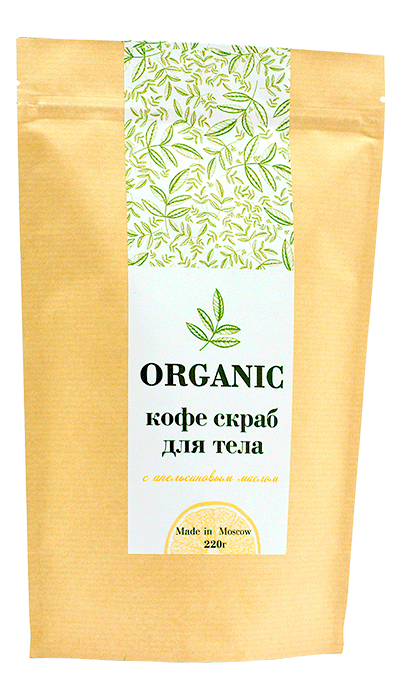 ORGANIC
кофе скраб
для тела
с апельсиновым маслом
Made in Moscow
220г